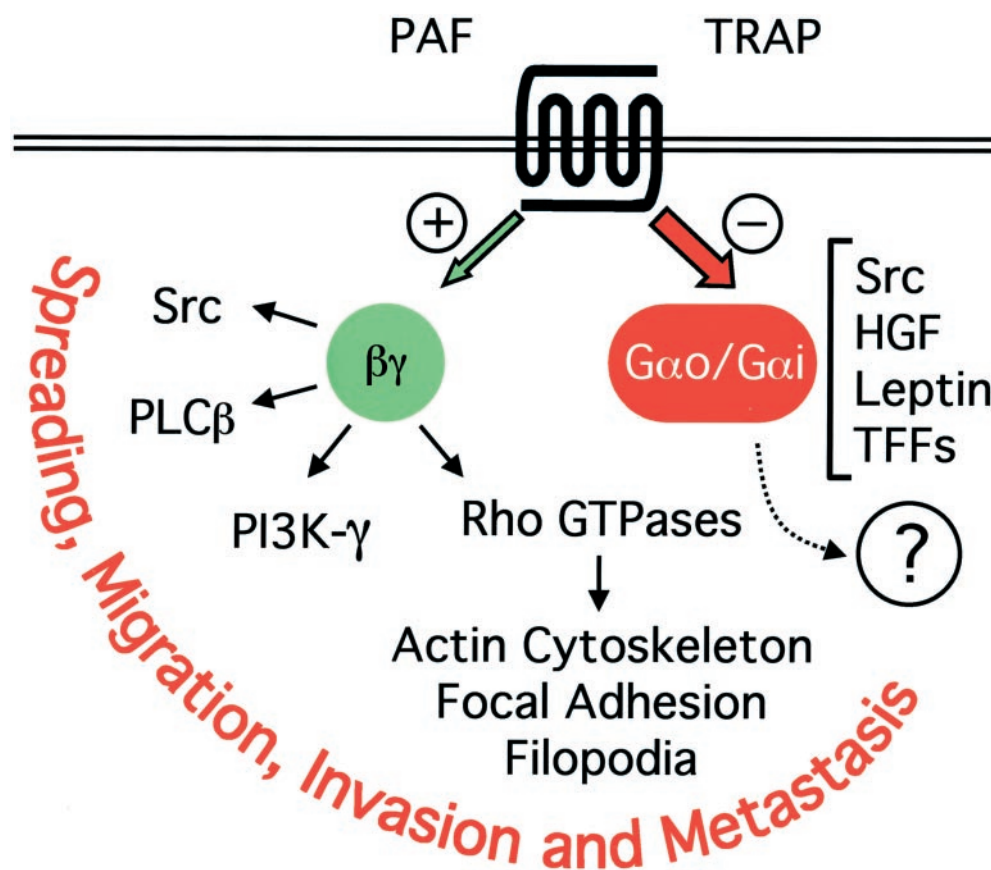 PAF
TRAP
+
−
Src
HGF
Leptin
TFFs
Src
βγ
Gαo/Gαi
PLCβ
PI3K-γ
Rho GTPases
?
Actin Cytoskeleton
Focal Adhesion
Filopodia
Spreading, Migration, Invasion and Metastasis